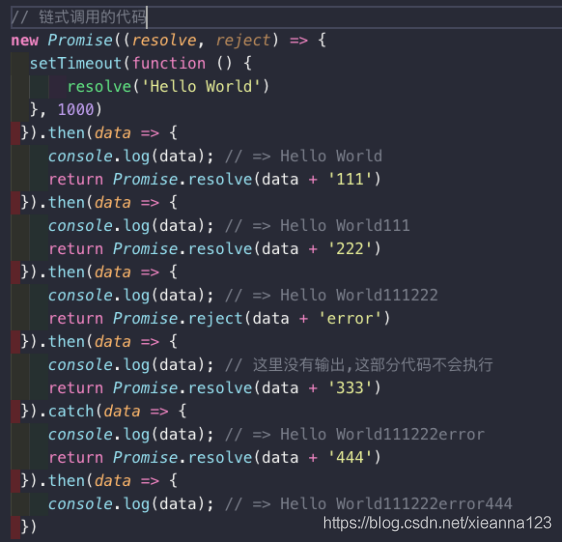 // 链式调用的代码
new Promise((resolve, reject) => {
  setTimeout(function () {
      resolve('Hello World')
  }, 1000)
}).then(data => {
    console.log(data); // => Hello World
    return Promise.resolve(data + '111')
}).then(data => {
    console.log(data); // => Hello World111
    return Promise.resolve(data + '222')
}).then(data => {
    console.log(data); // => Hello World111222
    return Promise.reject(data + 'error')
}).then(data => {
    console.log(data); // 这里没有输出,这部分代码不会执行
    return Promise.resolve(data + '333')
}).catch(data => {
    console.log(data); // => Hello World111222error
    return Promise.resolve(data + '444')
}).then(data => {
    console.log(data); // => Hello World111222error444
})
https://blog.csdn.net/xieanna123